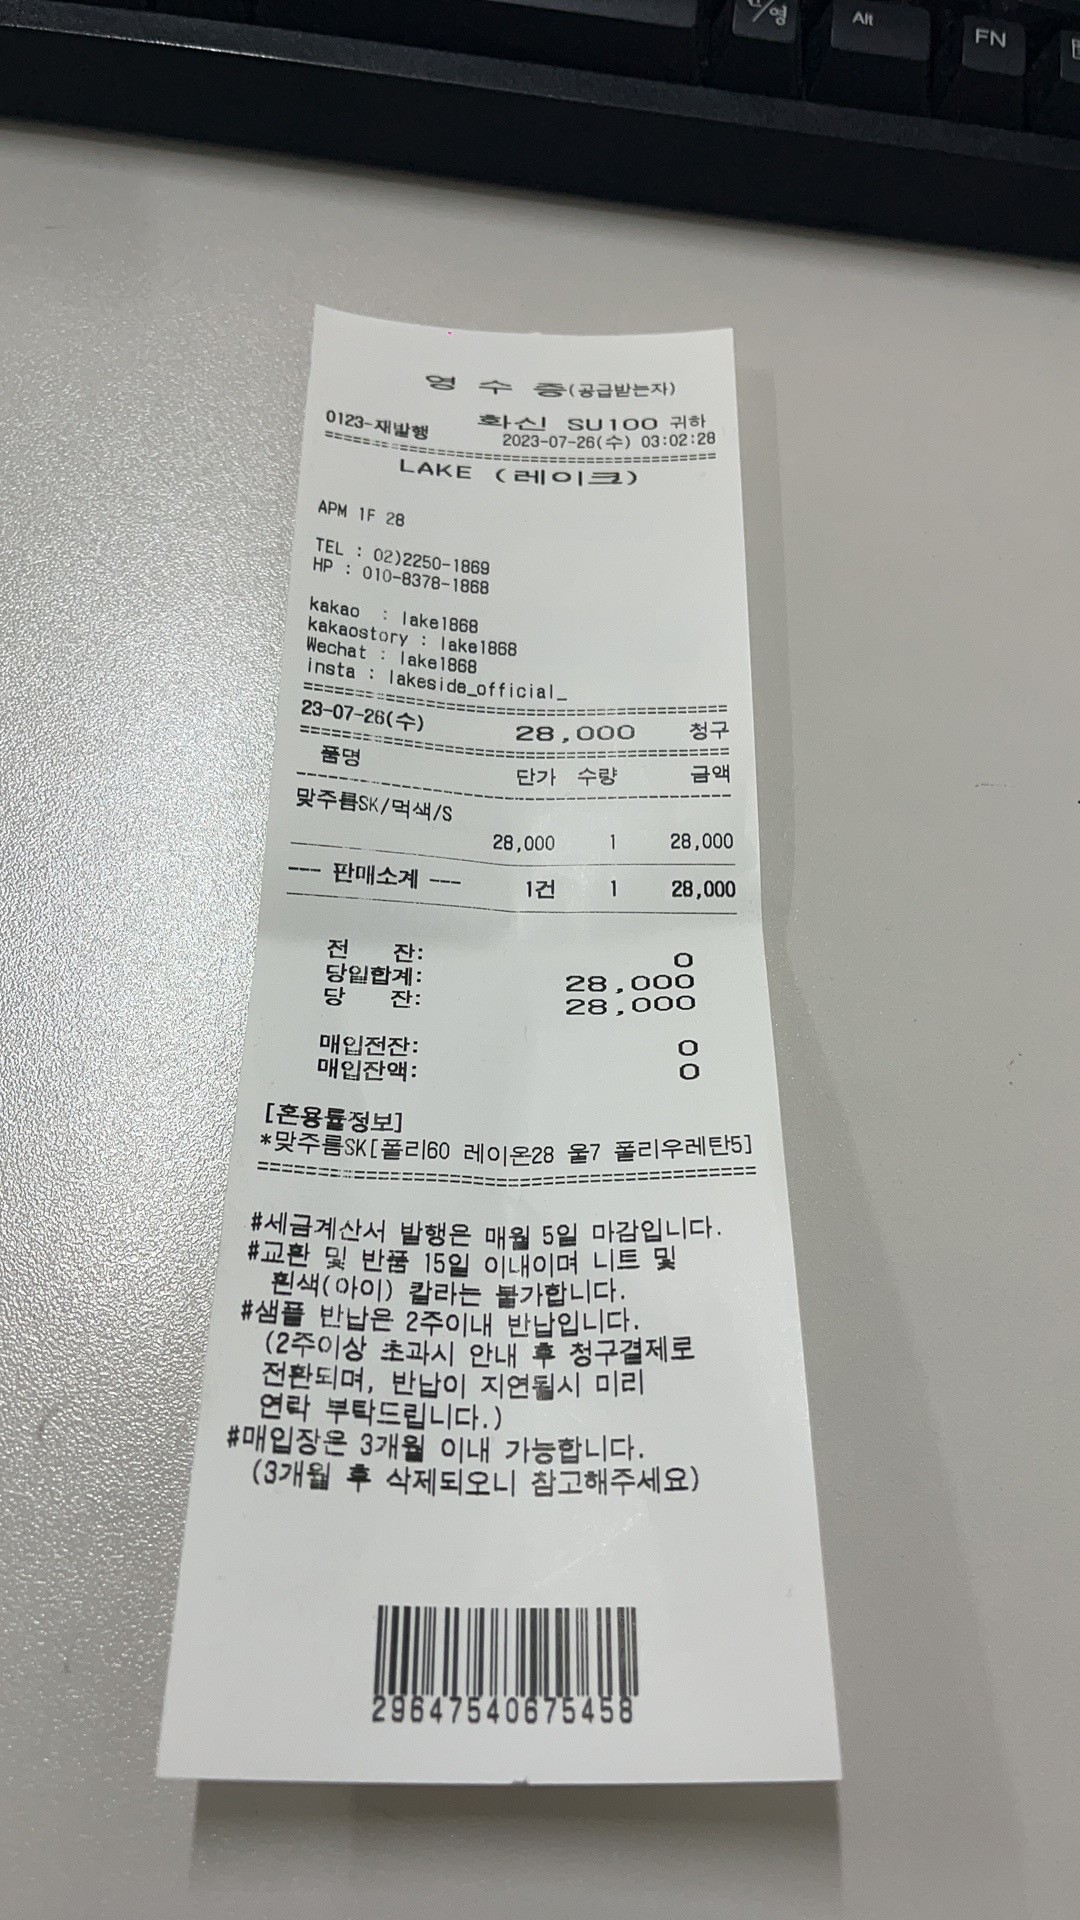 /영
Alt
FN
영 수 증(공급받는자)
0123-재발행 화신 SU100 귀하
2023-07-26(수) 03:02:28
===========================================
LAKE (레이크)
APM 1F 28
TEL : 02)2250-1869
HP : 010-8378-1868
kakao : lake1868
kakaostory : lake1868
Wechat : lake1868
insta : lakeside_official_
===========================================
23-07-26(수) 28,000 청구
===========================================
품명 단가 수량 금액
-------------------------------------------
맞주름SK/먹색/S
28,000 1 28,000
--- 판매소계 --- 1건 1 28,000
전 잔: 0
당일합계: 28,000
당 잔: 28,000
매입전잔: 0
매입잔액: 0
[혼용률정보]
*맞주름SK[폴리60 레이온28 울7 폴리우레탄5]
===========================================
#세금계산서 발행은 매월 5일 마감입니다.
#교환 및 반품 15일 이내이며 니트 및
흰색(아이) 칼라는 불가합니다.
#샘플 반납은 2주이내 반납입니다.
(2주이상 초과시 안내 후 청구결제로
전환되며, 반납이 지연될시 미리
연락 부탁드립니다.)
#매입장은 3개월 이내 가능합니다.
(3개월 후 삭제되오니 참고해주세요)
29647540675458